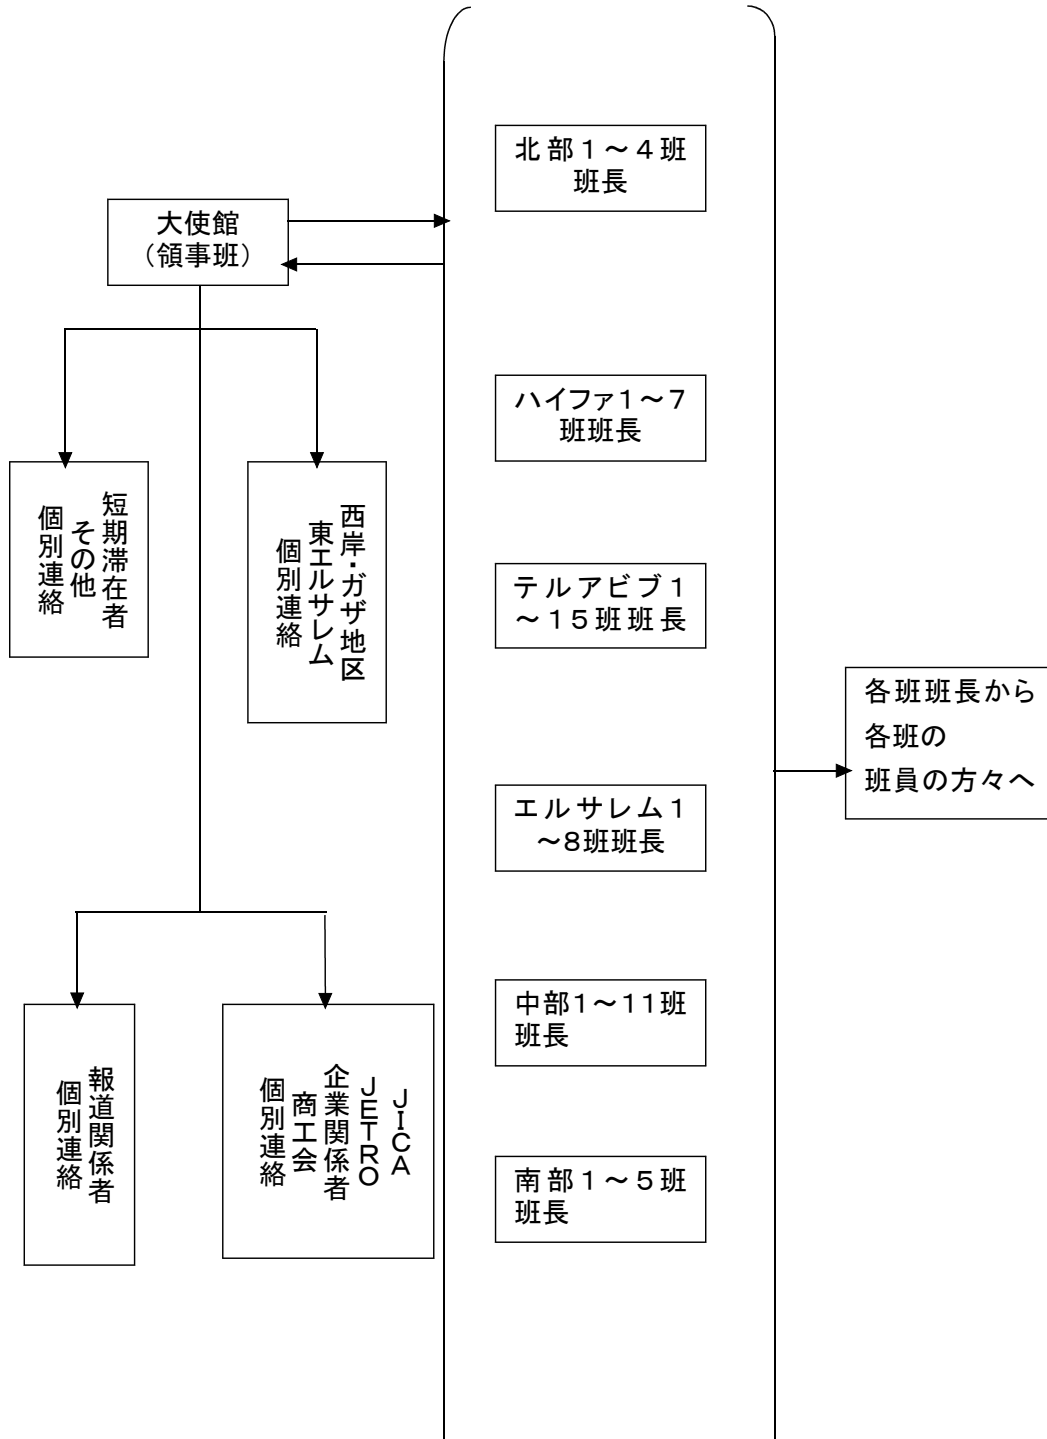 大使館
（領事班）
短期滞在者
その他
個別連絡
西岸・ガザ地区
東エルサレム
個別連絡
報道関係者
個別連絡
JICA
JETRO
企業関係者
商工会
個別連絡
北部１～４班
班長
ハイファ１～７
班班長
テルアビブ１
～１５班班長
エルサレム１
～８班班長
中部１～１１班
班長
南部１～５班
班長
各班班長から
各班の
班員の方々へ